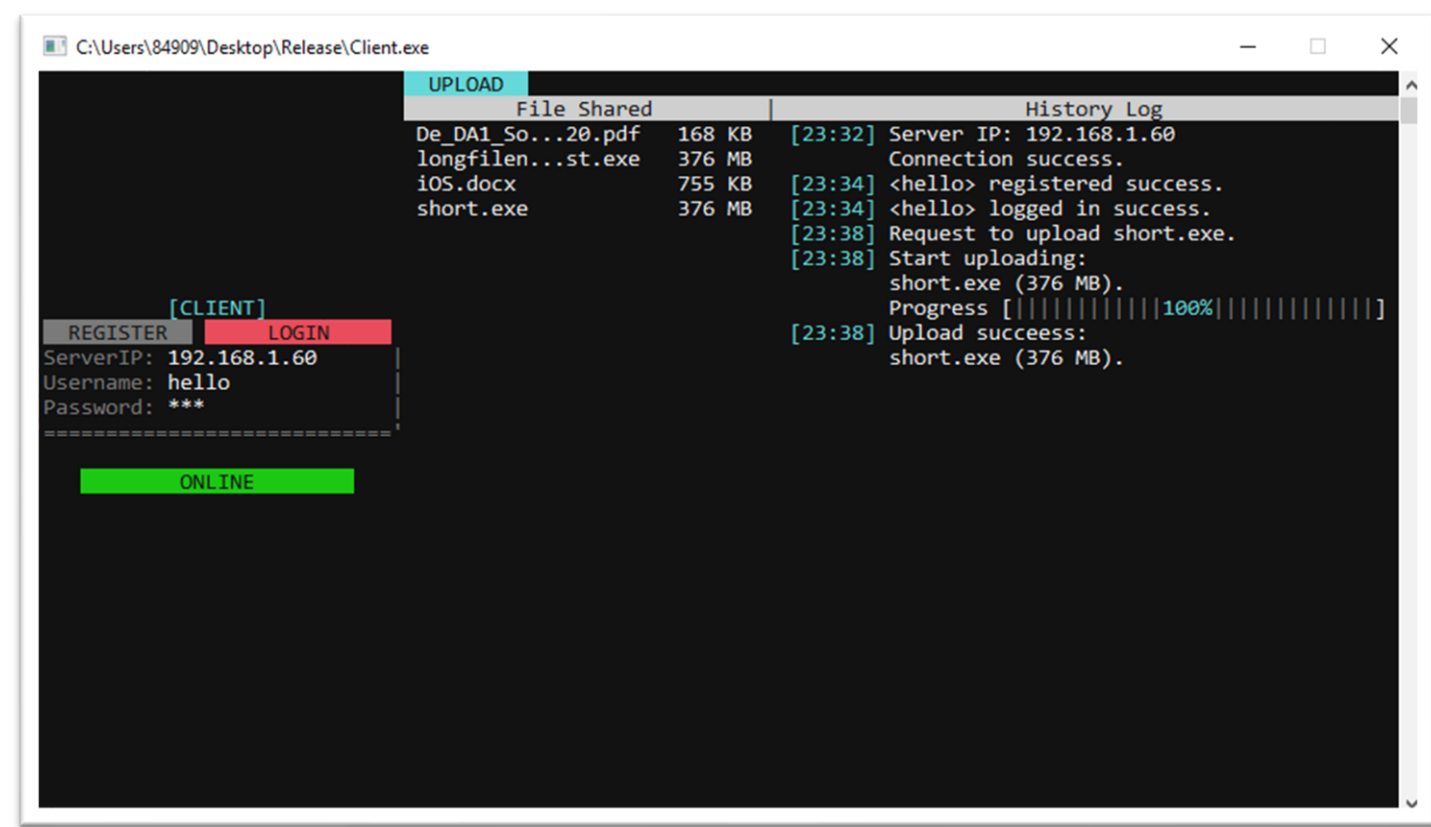 C:\Users\84909\Desktop\Release\Client.exe
UPLOAD
File Shared | History Log
De_DA1_So...20.pdf 168 KB
longfilen...st.exe 376 MB
iOS.docx 755 KB
short.exe 376 MB
[23:32] Server IP: 192.168.1.60
Connection success.
[23:34] <hello> registered success.
[23:34] <hello> logged in success.
[23:38] Request to upload short.exe.
[23:38] Start uploading:
short.exe (376 MB).
Progress [||||||||||||100%|||||||||||||]
[23:38] Upload succeess:
short.exe (376 MB).
[CLIENT]
REGISTER LOGIN
ServerIP: 192.168.1.60 |
Username: hello |
Password: *** |
============================'
ONLINE